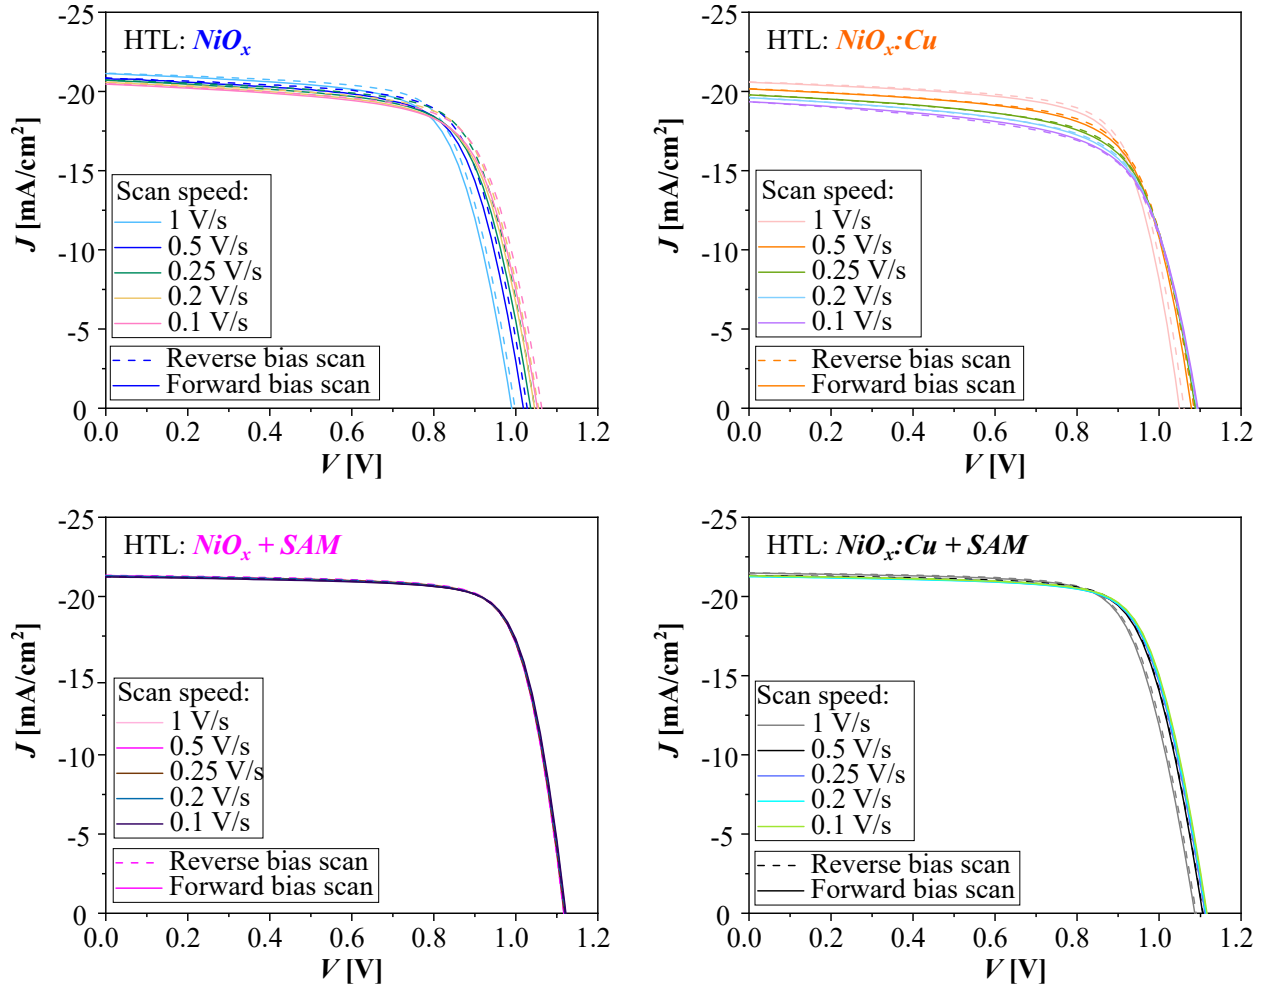 HTL: NiOx
J [mA/cm2]
-25
-20
-15
-10
-5
0
Scan speed:
1 V/s
0.5 V/s
0.25 V/s
0.2 V/s
0.1 V/s
Reverse bias scan
Forward bias scan
0.0 0.2 0.4 0.6 0.8 1.0 1.2
V [V]
HTL: NiOx:Cu
J [mA/cm2]
-25
-20
-15
-10
-5
0
Scan speed:
1 V/s
0.5 V/s
0.25 V/s
0.2 V/s
0.1 V/s
Reverse bias scan
Forward bias scan
0.0 0.2 0.4 0.6 0.8 1.0 1.2
V [V]
HTL: NiOx + SAM
J [mA/cm2]
-25
-20
-15
-10
-5
0
Scan speed:
1 V/s
0.5 V/s
0.25 V/s
0.2 V/s
0.1 V/s
Reverse bias scan
Forward bias scan
0.0 0.2 0.4 0.6 0.8 1.0 1.2
V [V]
HTL: NiOx:Cu + SAM
J [mA/cm2]
-25
-20
-15
-10
-5
0
Scan speed:
1 V/s
0.5 V/s
0.25 V/s
0.2 V/s
0.1 V/s
Reverse bias scan
Forward bias scan
0.0 0.2 0.4 0.6 0.8 1.0 1.2
V [V]